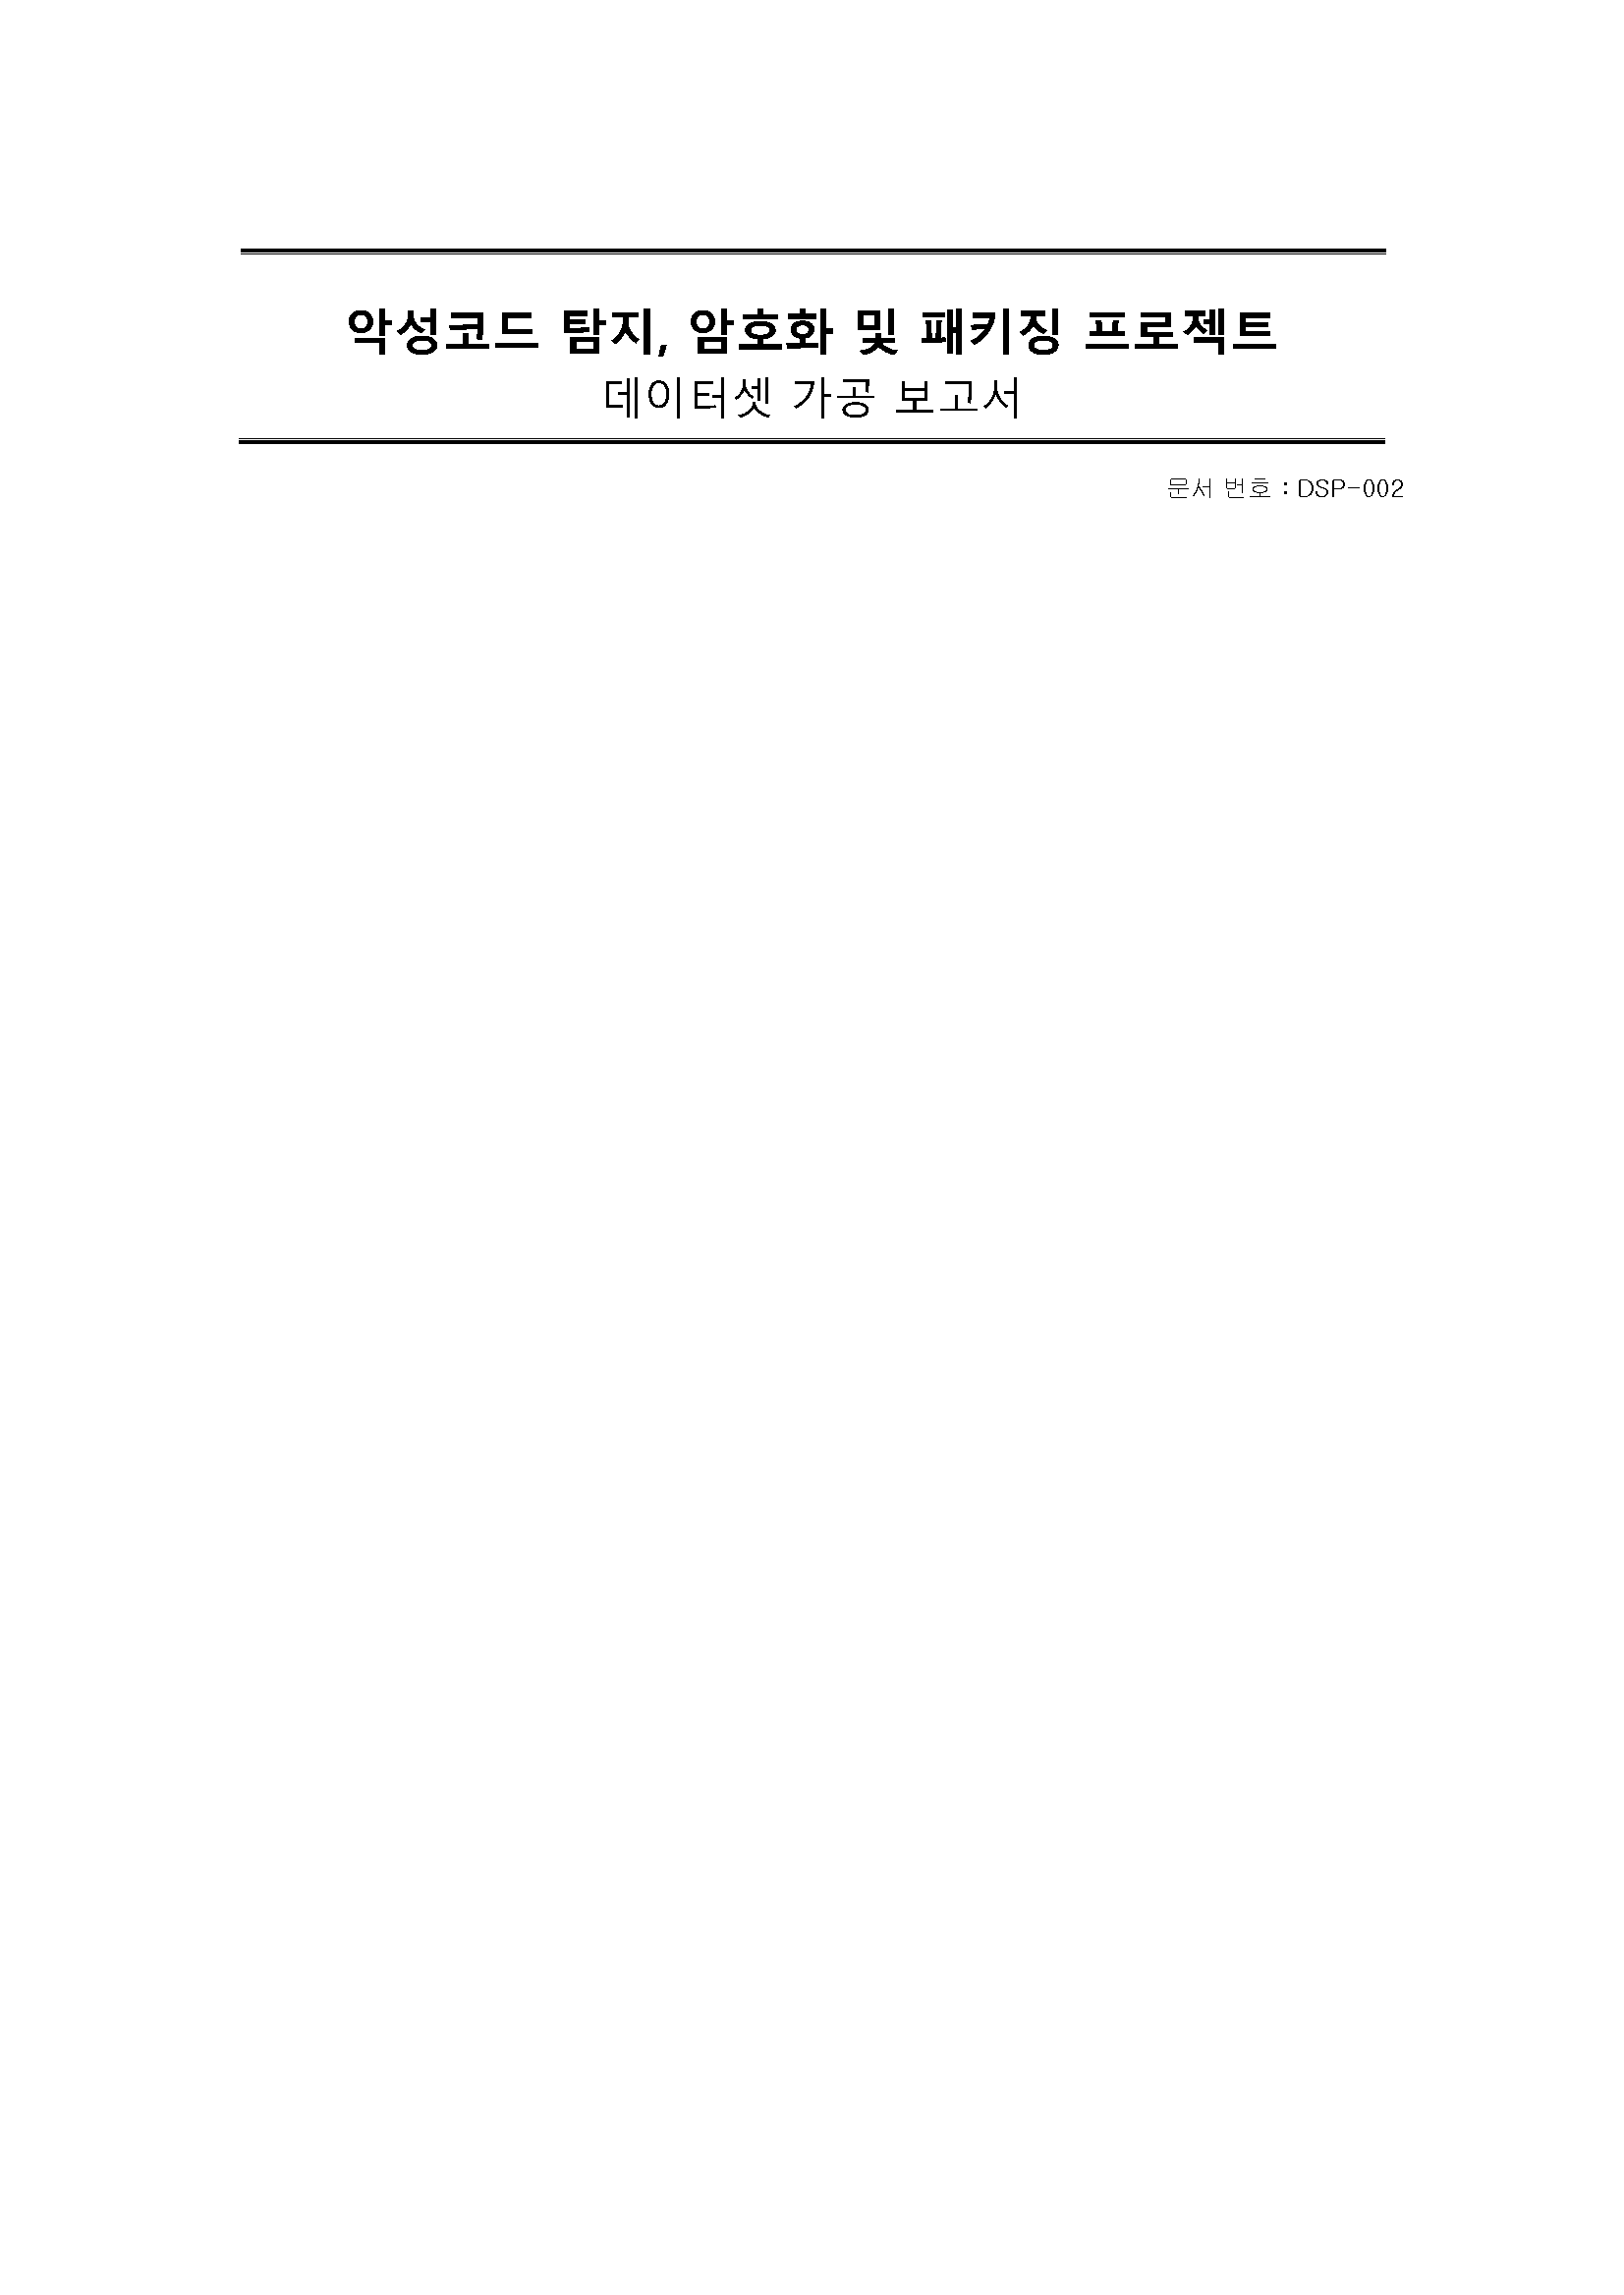 악성코드 탐지, 암호화 및 패키징 프로젝트
데이터셋 가공 보고서
문서 번호 : DSP-002